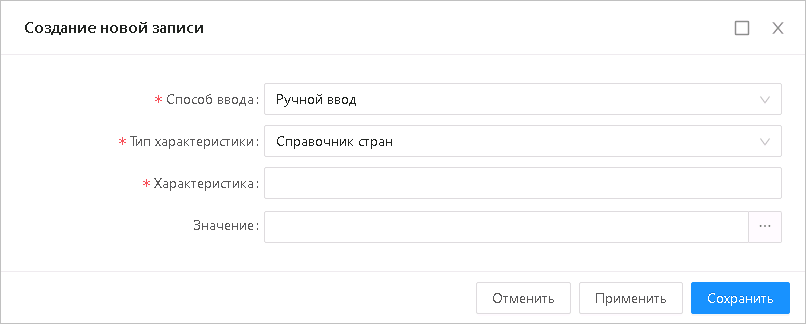 Создание новой записи
* Способ ввода: Ручной ввод
* Тип характеристики: Справочник стран
* Характеристика:
Значение: ...
Отменить Применить Сохранить